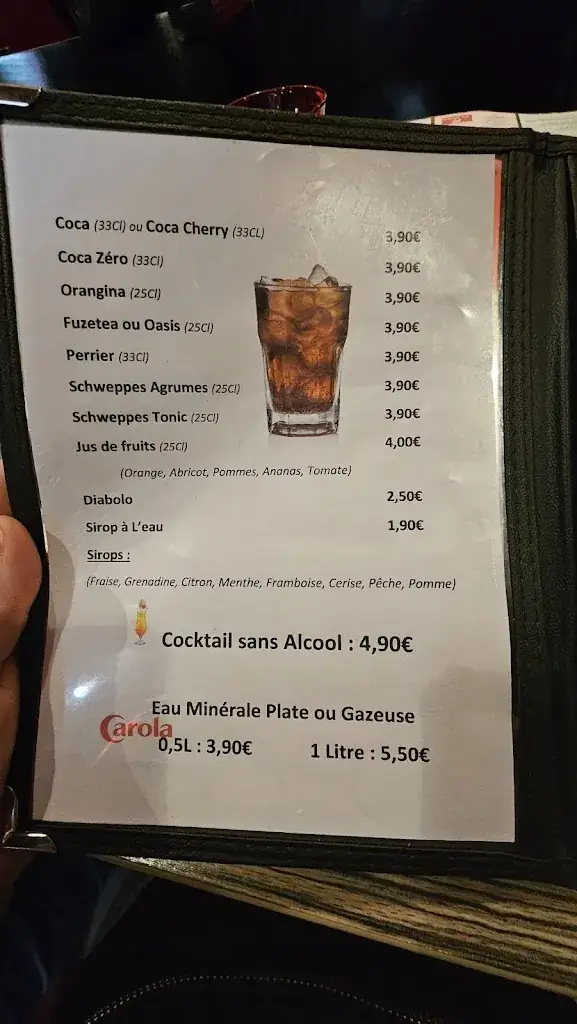 Coca (33Cl) ou Coca Cherry (33CL) 3,90€
Coca Zéro (33Cl) 3,90€
Orangina (25Cl) 3,90€
Fuzetea ou Oasis (25Cl) 3,90€
Perrier (33Cl) 3,90€
Schweppes Agrumes (25Cl) 3,90€
Schweppes Tonic (25Cl) 3,90€
Jus de fruits (25Cl) 4,00€
(Orange, Abricot, Pommes, Ananas, Tomate)
Diabolo 2,50€
Sirop à L'eau 1,90€
Sirops :
(Fraise, Grenadine, Citron, Menthe, Framboise, Cerise, Pêche, Pomme)
Cocktail sans Alcool : 4,90€
Eau Minérale Plate ou Gazeuse
Carola
0,5L : 3,90€ 1 Litre : 5,50€